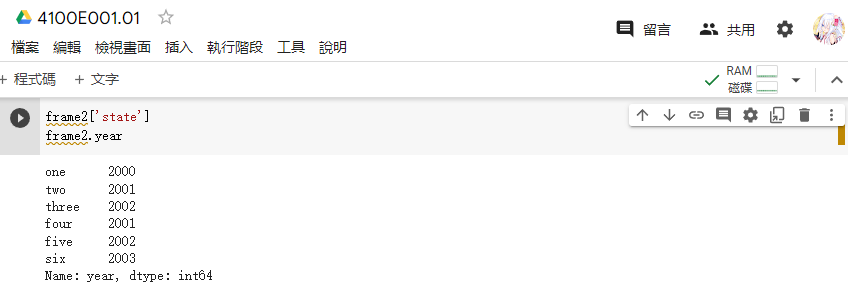 4100E001.01
留言
共用
檔案 編輯 檢視畫面 插入 執行階段 工具 說明
+ 程式碼 + 文字
RAM
磁碟
frame2['state']
frame2.year
one 2000
two 2001
three 2002
four 2001
five 2002
six 2003
Name: year, dtype: int64